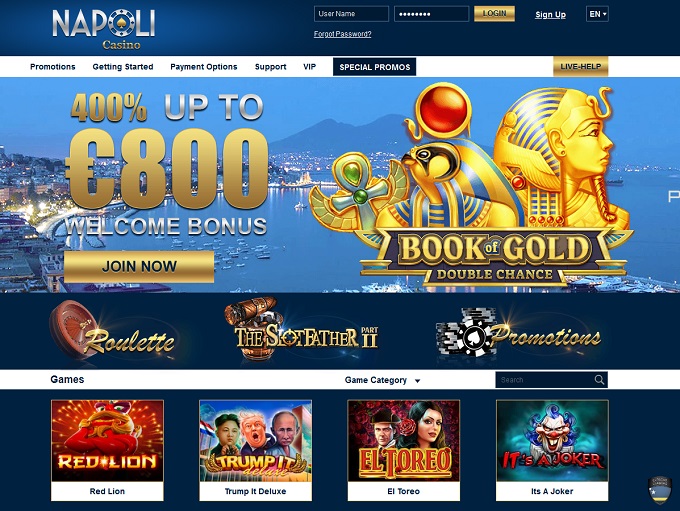 NAPOLI
Casino
User Name
••••••••
LOGIN
Sign Up
EN
Forgot Password?
Promotions
Getting Started
Payment Options
Support
VIP
SPECIAL PROMOS
LIVE-HELP
400% UP TO
€800
WELCOME BONUS
JOIN NOW
BOOK of GOLD
DOUBLE CHANCE
P
Roulette
THE SLOTFATHER PART II
Promotions
Games
Game Category
Search
RED LION
TRUMP IT
deluxe
EL TOREO
IT'S A JOKER
Red Lion
Trump It Deluxe
El Toreo
Its A Joker